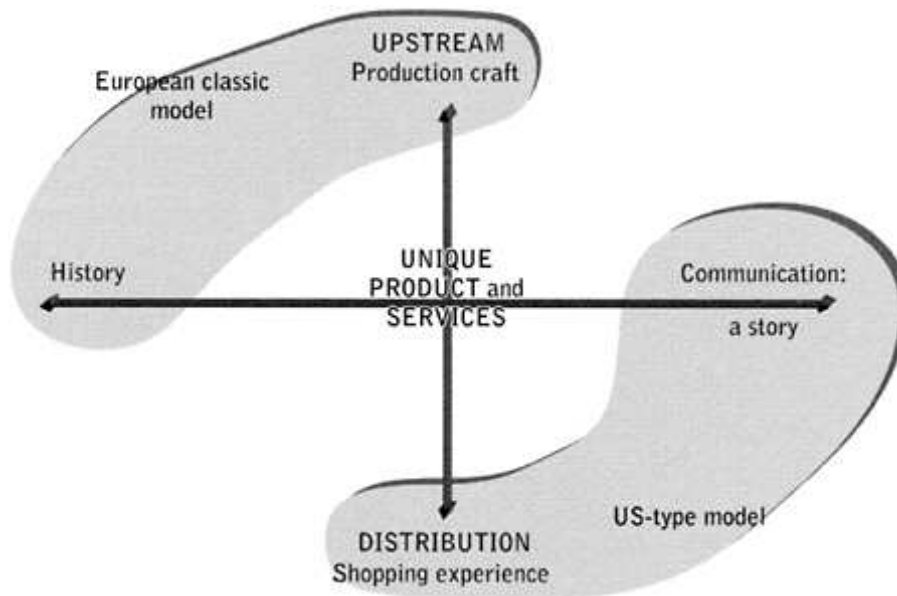 UPSTREAM
Production craft
European classic
model
History
UNIQUE
PRODUCT and
SERVICES
Communication:
a story
US-type model
DISTRIBUTION
Shopping experience